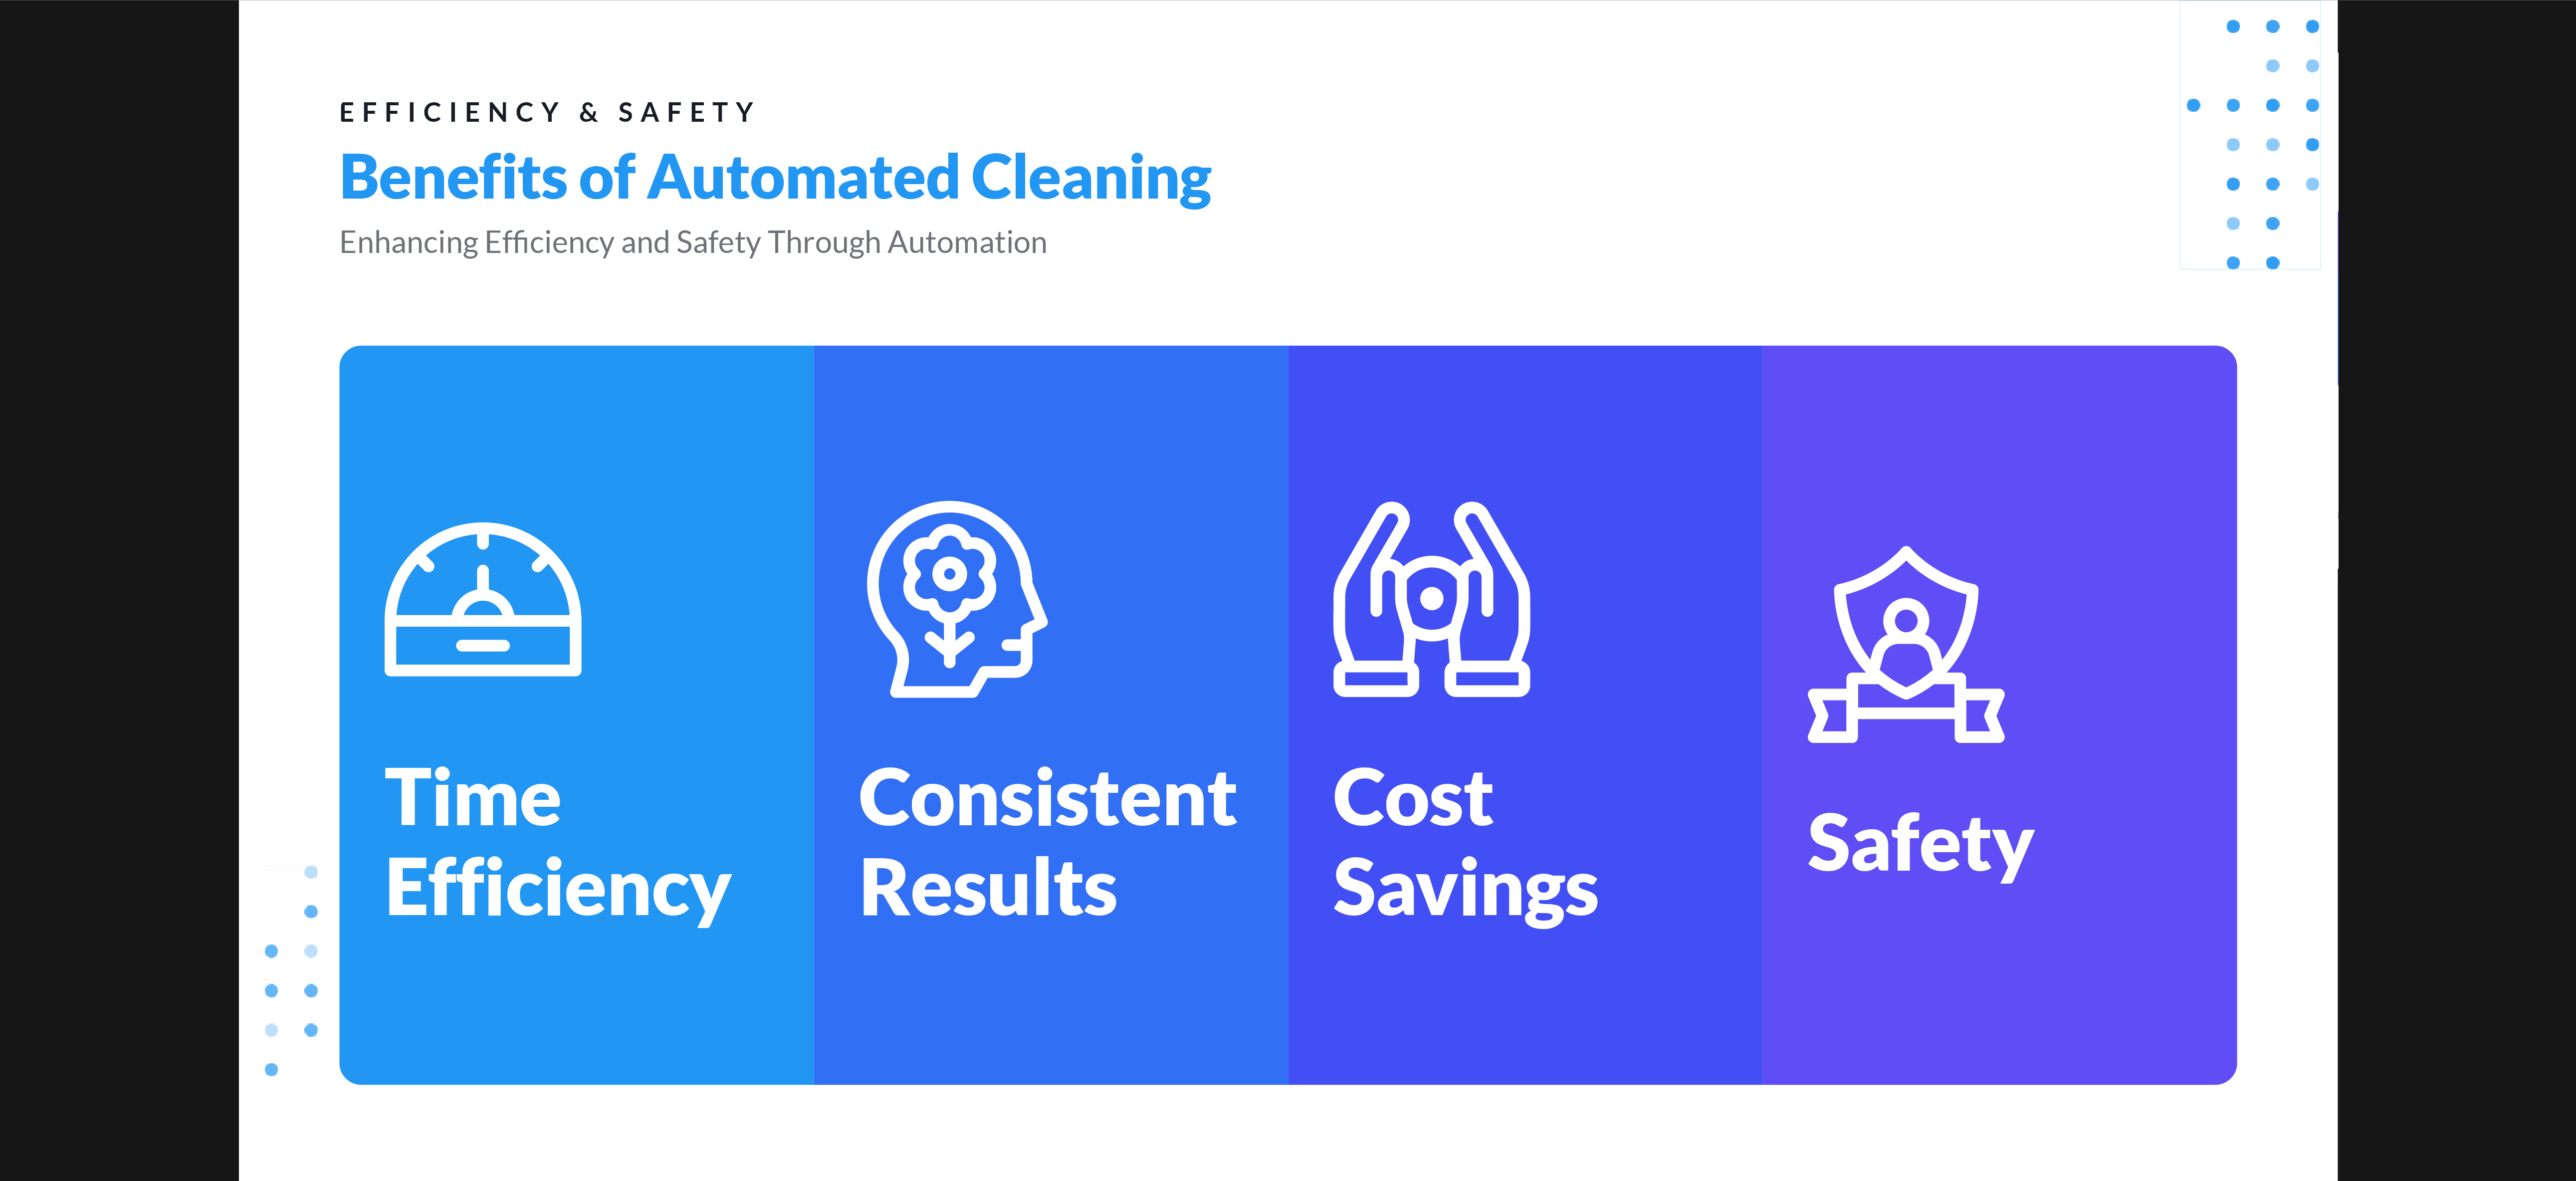 EFFICIENCY & SAFETY
Benefits of Automated Cleaning
Enhancing Efficiency and Safety Through Automation
Time
Efficiency
Consistent
Results
Cost
Savings
Safety